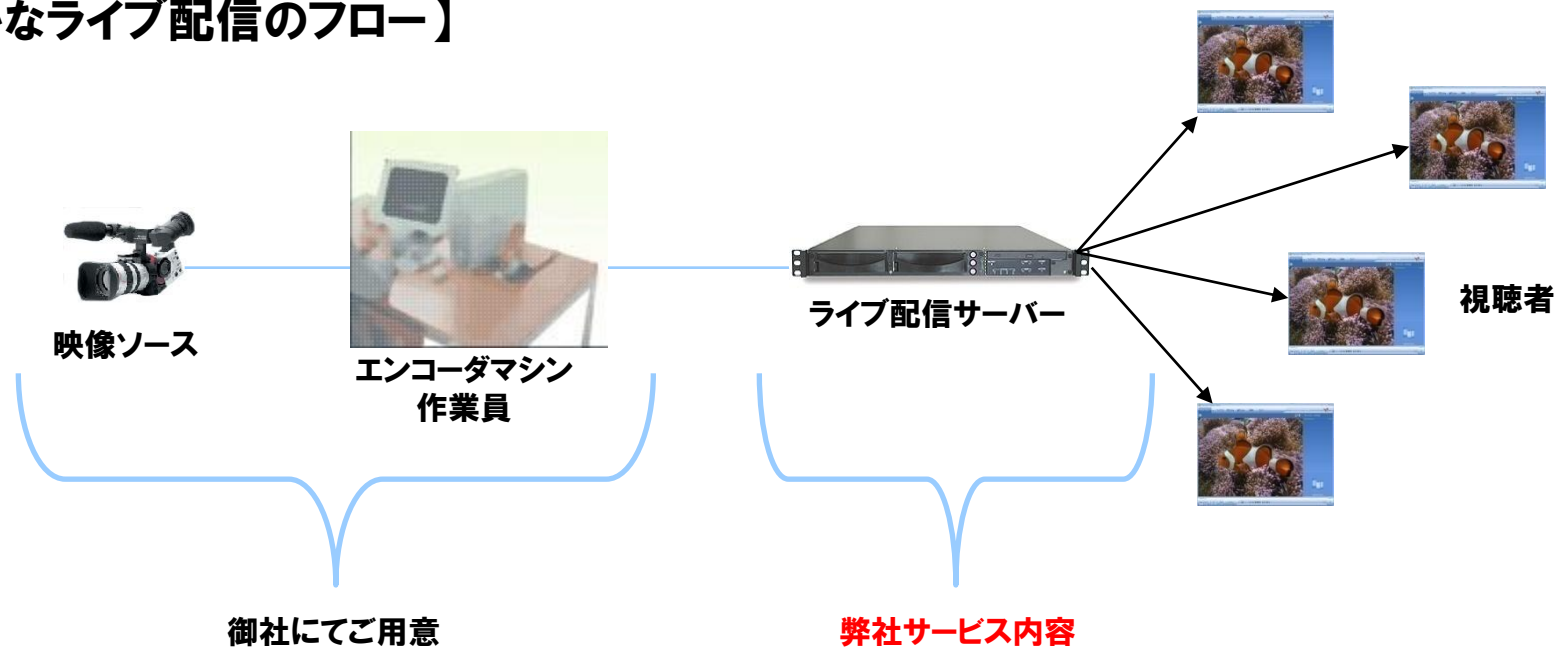 なライブ配信のフロー】
映像ソース
エンコーダマシン
作業員
ライブ配信サーバー
視聴者
御社にてご用意
弊社サービス内容